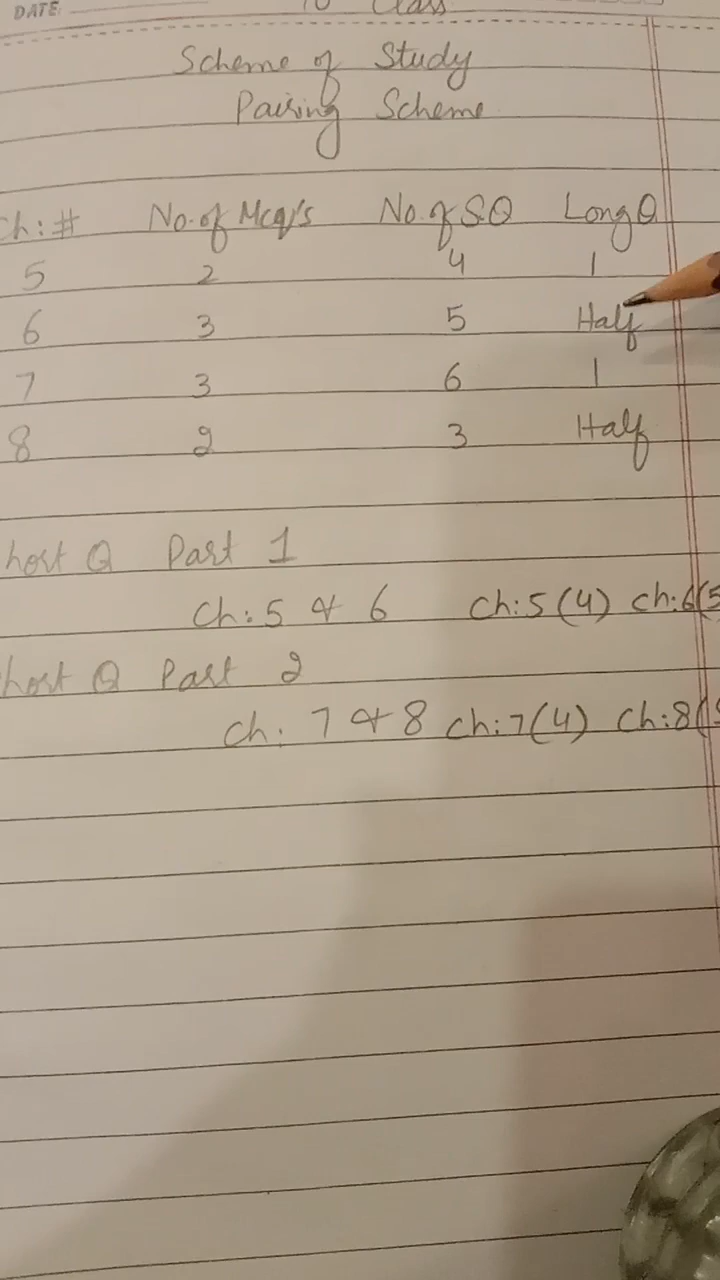 DATE:
10 Class
Scheme of Study
Pairing Scheme
Ch: # No. of Mcq's No. of S.Q Long Q
5 2 4 1
6 3 5 Half
7 3 6 1
8 2 3 Half
hort Q Part 1
Ch: 5 & 6 Ch: 5 (4) Ch: 6 (5
hort Q Part 2
Ch: 7 & 8 Ch: 7 (4) Ch: 8 (